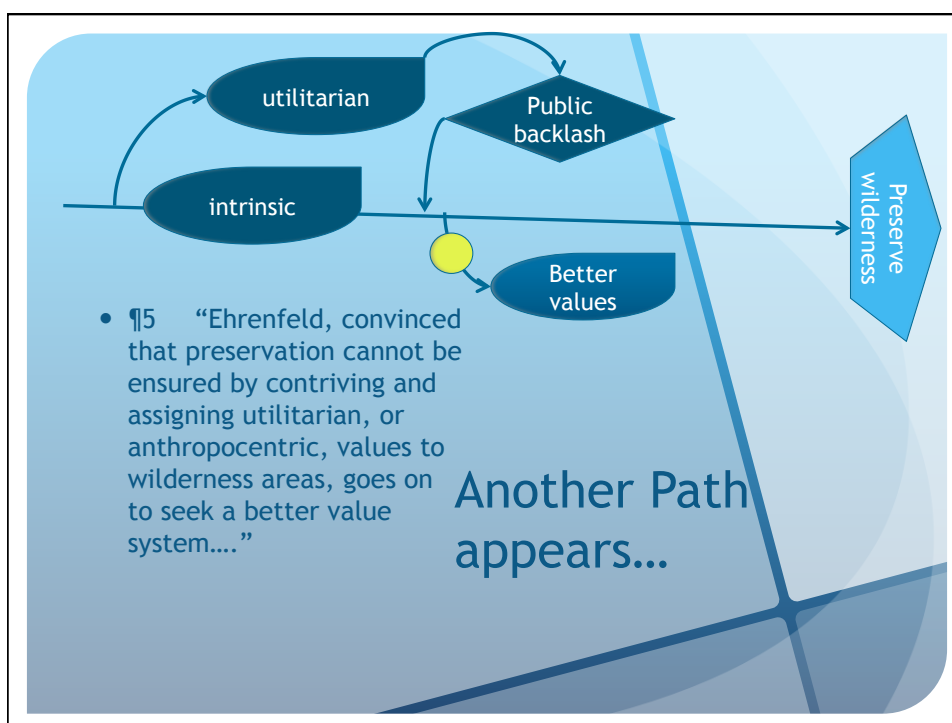 utilitarian
Public
backlash
intrinsic
Preserve
wilderness
Better
values
• ¶5 “Ehrenfeld, convinced
that preservation cannot be
ensured by contriving and
assigning utilitarian, or
anthropocentric, values to
wilderness areas, goes on
to seek a better value
system….”
Another Path
appears…